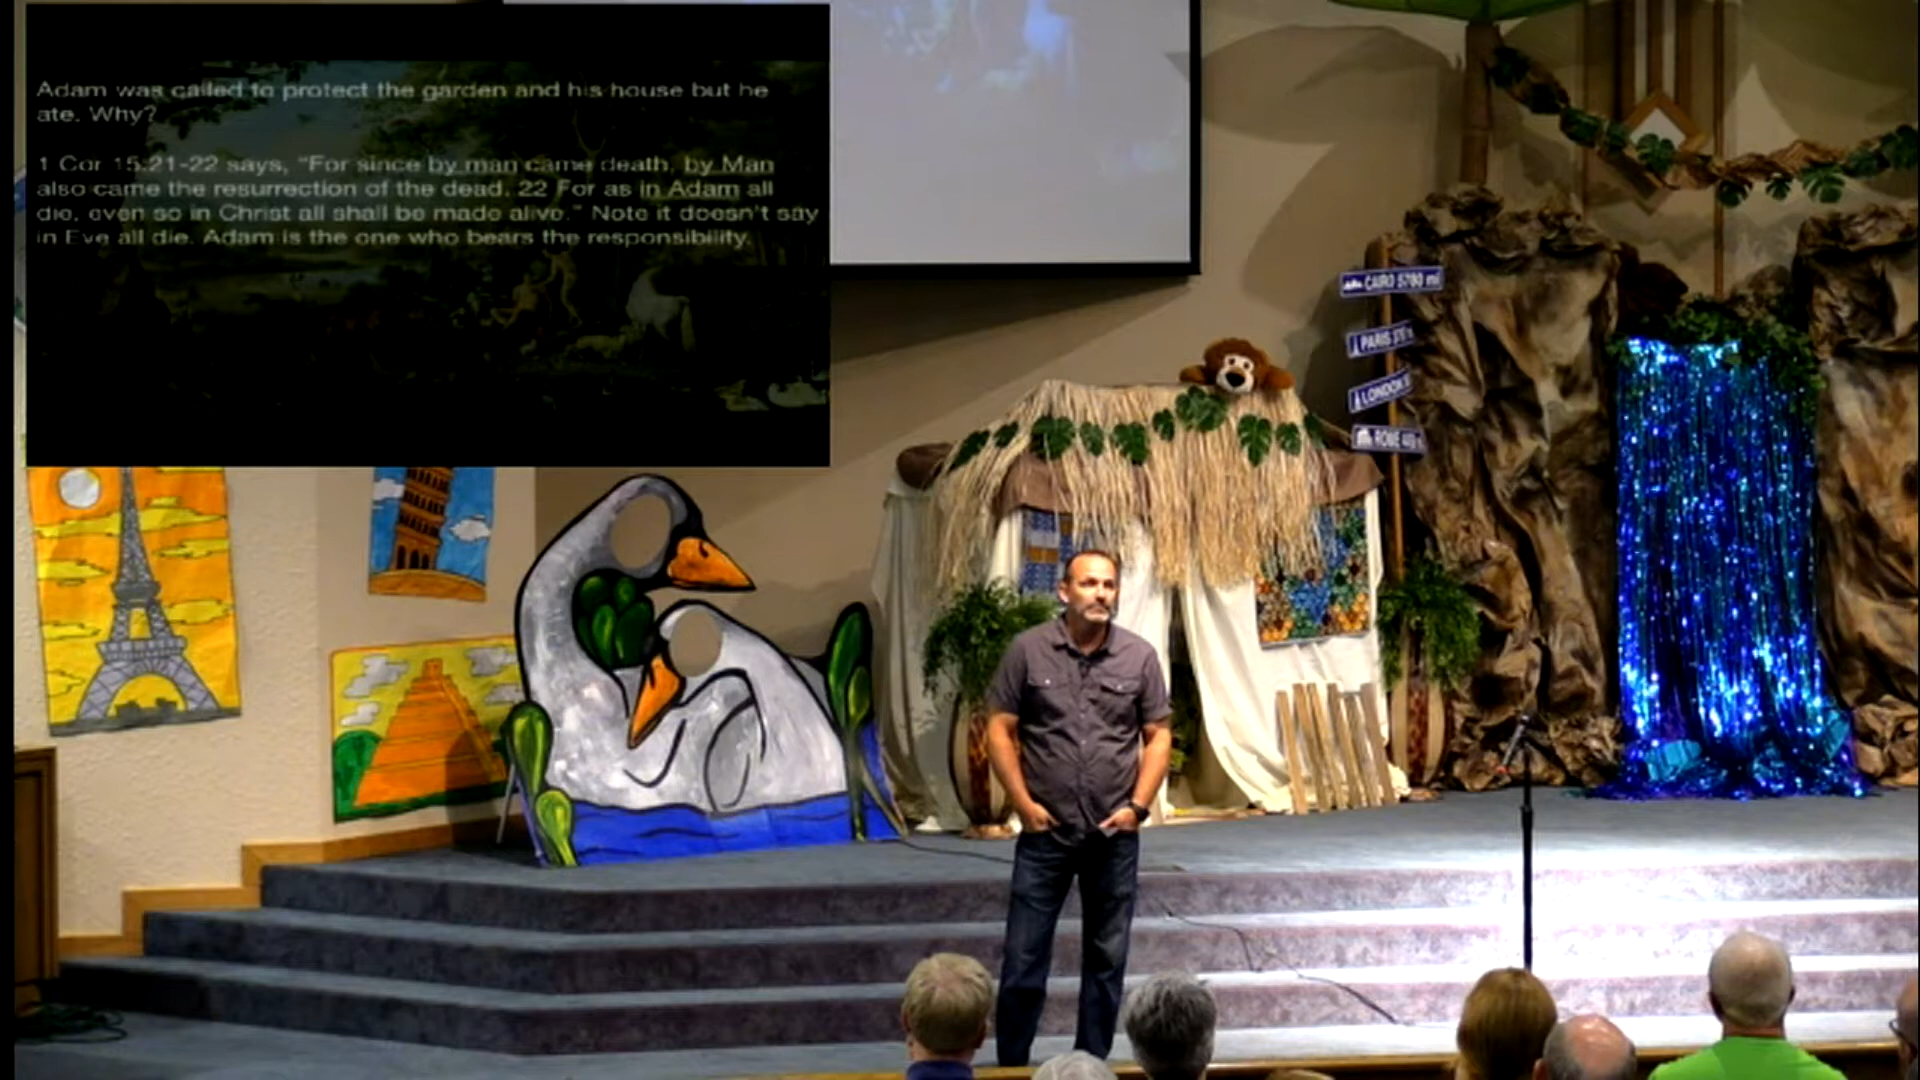 Adam was called to protect the garden and his house but he
ate. Why?
1 Cor 15:21-22 says, "For since by man came death, by Man
also came the resurrection of the dead. 22 For as in Adam all
die, even so in Christ all shall be made alive." Note it doesn't say
in Eve all die. Adam is the one who bears the responsibility.
CAIRO 5780 mi
PARIS
LONDON
ROME